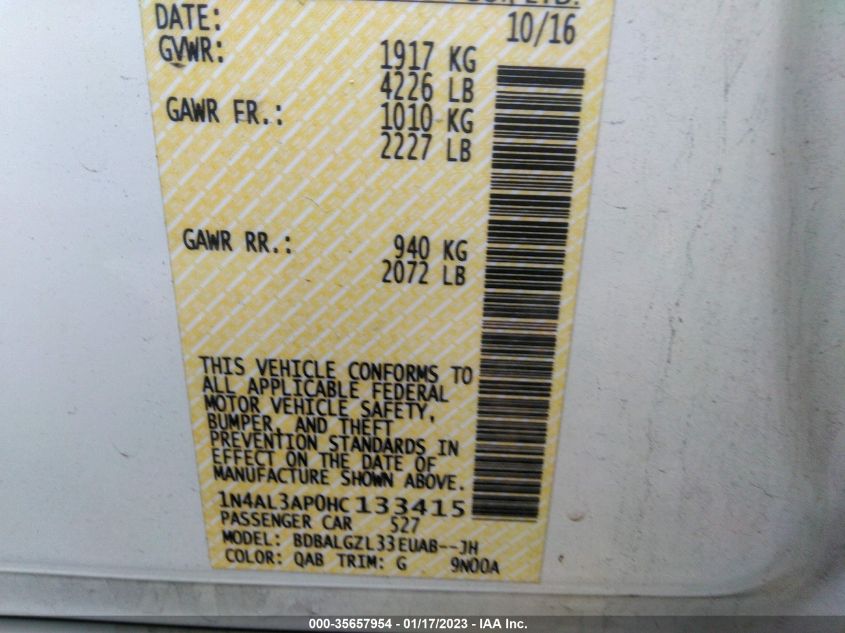 DATE: 10/16
GVWR: 1917 KG
4226 LB
GAWR FR.: 1010 KG
2227 LB
GAWR RR.: 940 KG
2072 LB
THIS VEHICLE CONFORMS TO
ALL APPLICABLE FEDERAL
MOTOR VEHICLE SAFETY,
BUMPER, AND THEFT
PREVENTION STANDARDS IN
EFFECT ON THE DATE OF
MANUFACTURE SHOWN ABOVE.
1N4AL3AP0HC133415
PASSENGER CAR 527
MODEL: BDBALGZL33EUAB--JH
COLOR: QAB TRIM: G 9N00A
000-35657954 - 01/17/2023 - IAA Inc.